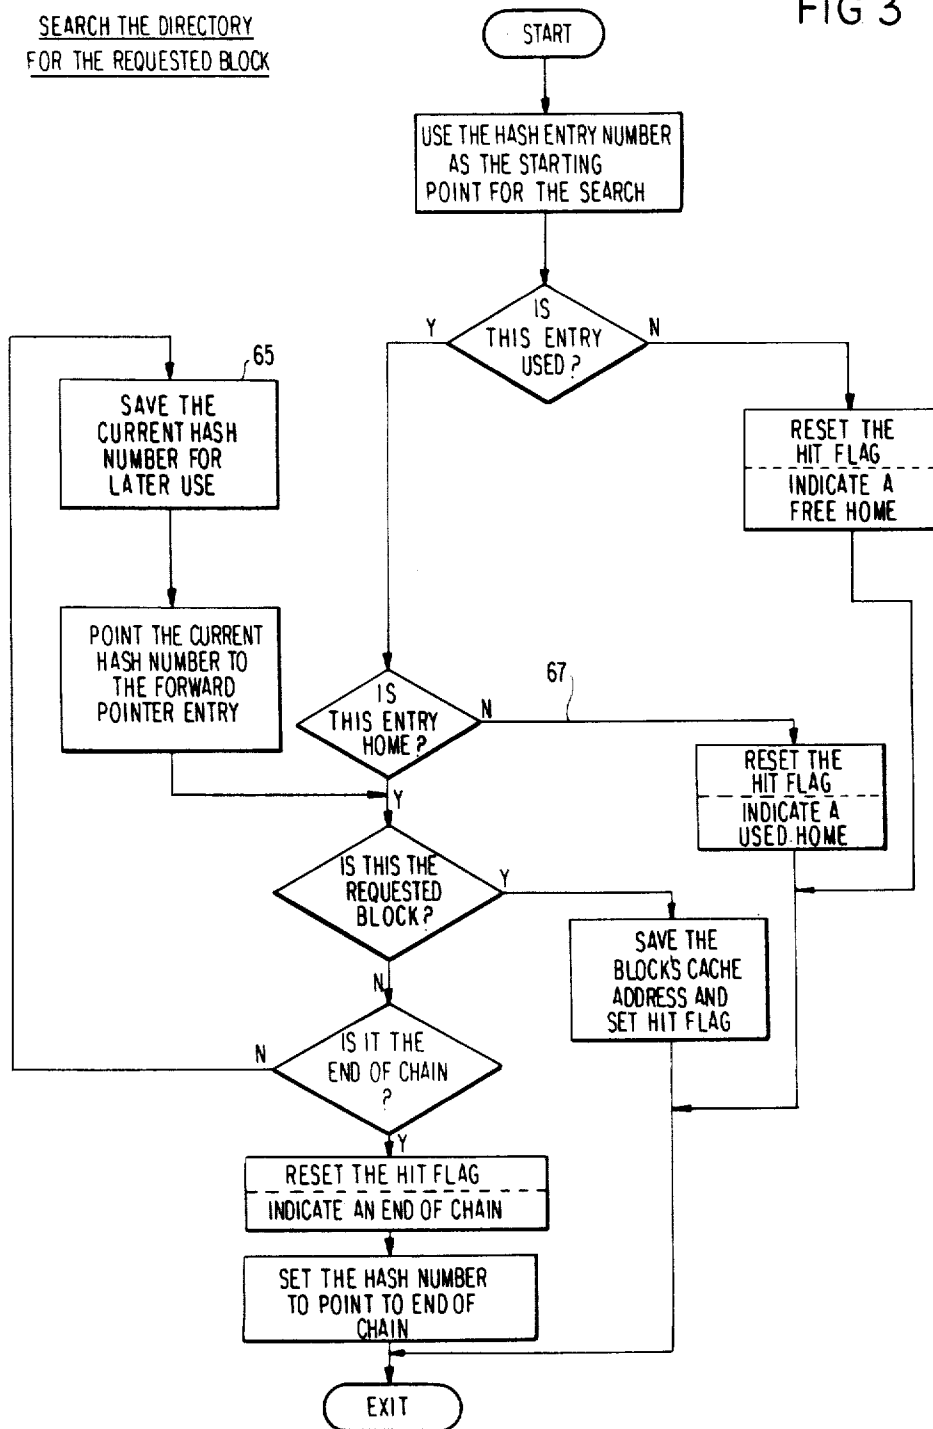 SEARCH THE DIRECTORY
FOR THE REQUESTED BLOCK
FIG 3
START
USE THE HASH ENTRY NUMBER
AS THE STARTING
POINT FOR THE SEARCH
IS
THIS ENTRY
USED?
Y
N
65
SAVE THE
CURRENT HASH
NUMBER FOR
LATER USE
RESET THE
HIT FLAG
INDICATE A
FREE HOME
POINT THE CURRENT
HASH NUMBER TO
THE FORWARD
POINTER ENTRY
IS
THIS ENTRY
HOME?
N
67
Y
RESET THE
HIT FLAG
INDICATE A
USED HOME
IS THIS THE
REQUESTED
BLOCK?
Y
N
SAVE THE
BLOCK'S CACHE
ADDRESS AND
SET HIT FLAG
IS IT THE
END OF CHAIN
?
N
Y
RESET THE HIT FLAG
INDICATE AN END OF CHAIN
SET THE HASH NUMBER
TO POINT TO END OF
CHAIN
EXIT